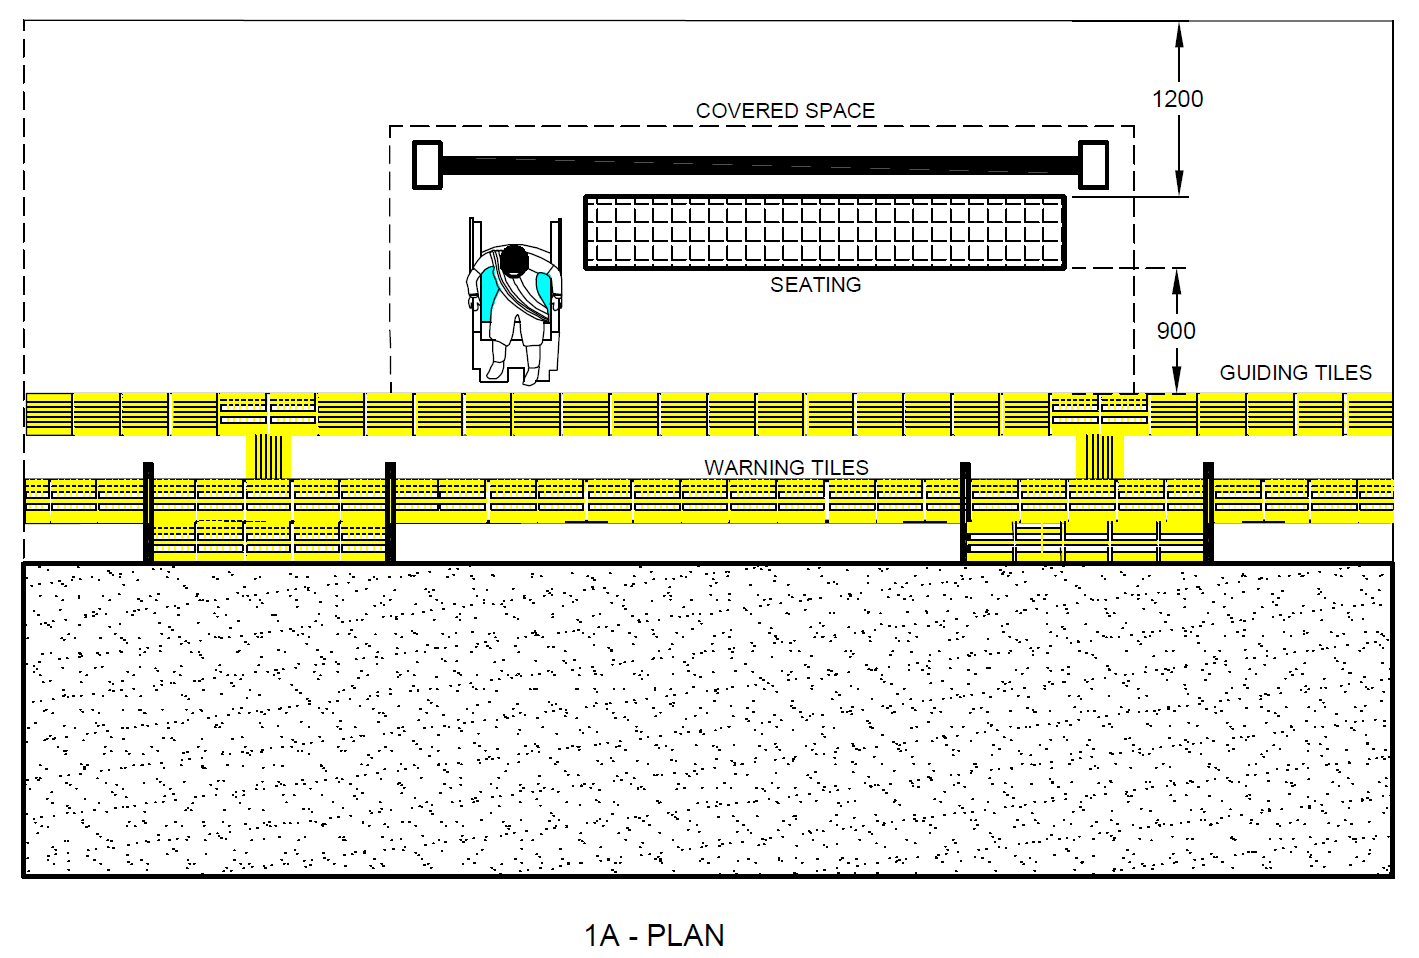 1200
COVERED SPACE
SEATING
900
GUIDING TILES
WARNING TILES
1A - PLAN